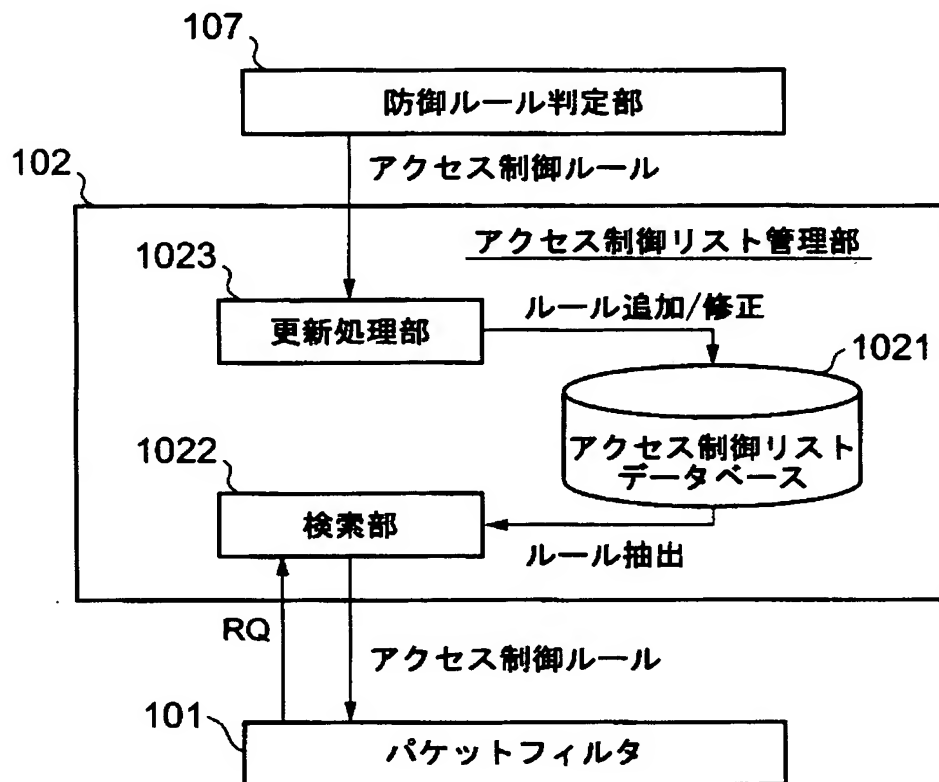 107
防御ルール判定部
アクセス制御ルール
102
アクセス制御リスト管理部
1023
更新処理部
ルール追加/修正
1021
アクセス制御リスト
データベース
1022
検索部
ルール抽出
RQ
アクセス制御ルール
101
パケットフィルタ